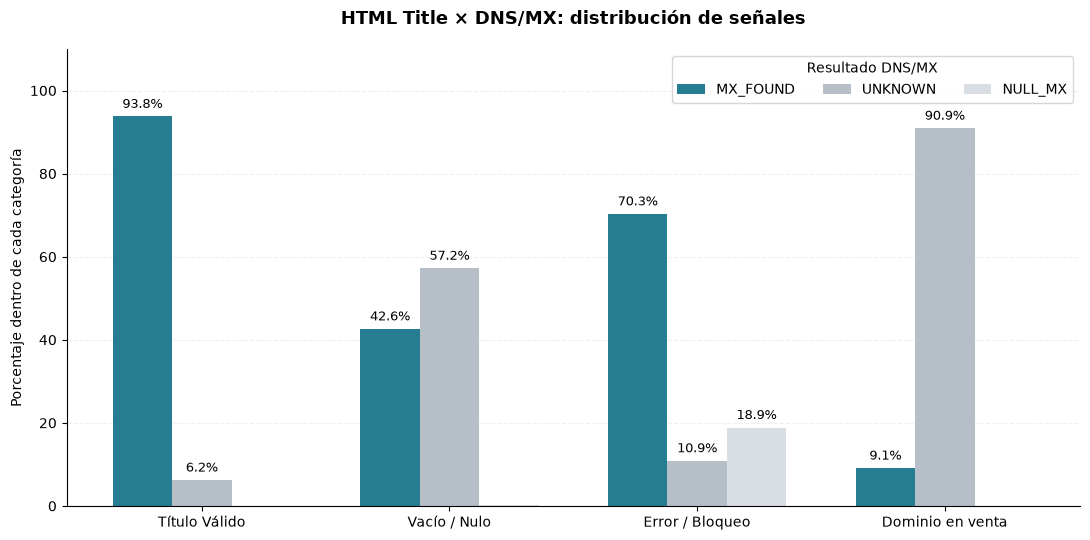 HTML Title × DNS/MX: distribución de señales
Resultado DNS/MX
MX_FOUND UNKNOWN NULL_MX
Porcentaje dentro de cada categoría
100
80
60
40
20
0
93.8%
6.2%
42.6%
57.2%
70.3%
10.9%
18.9%
9.1%
90.9%
Título Válido
Vacío / Nulo
Error / Bloqueo
Dominio en venta